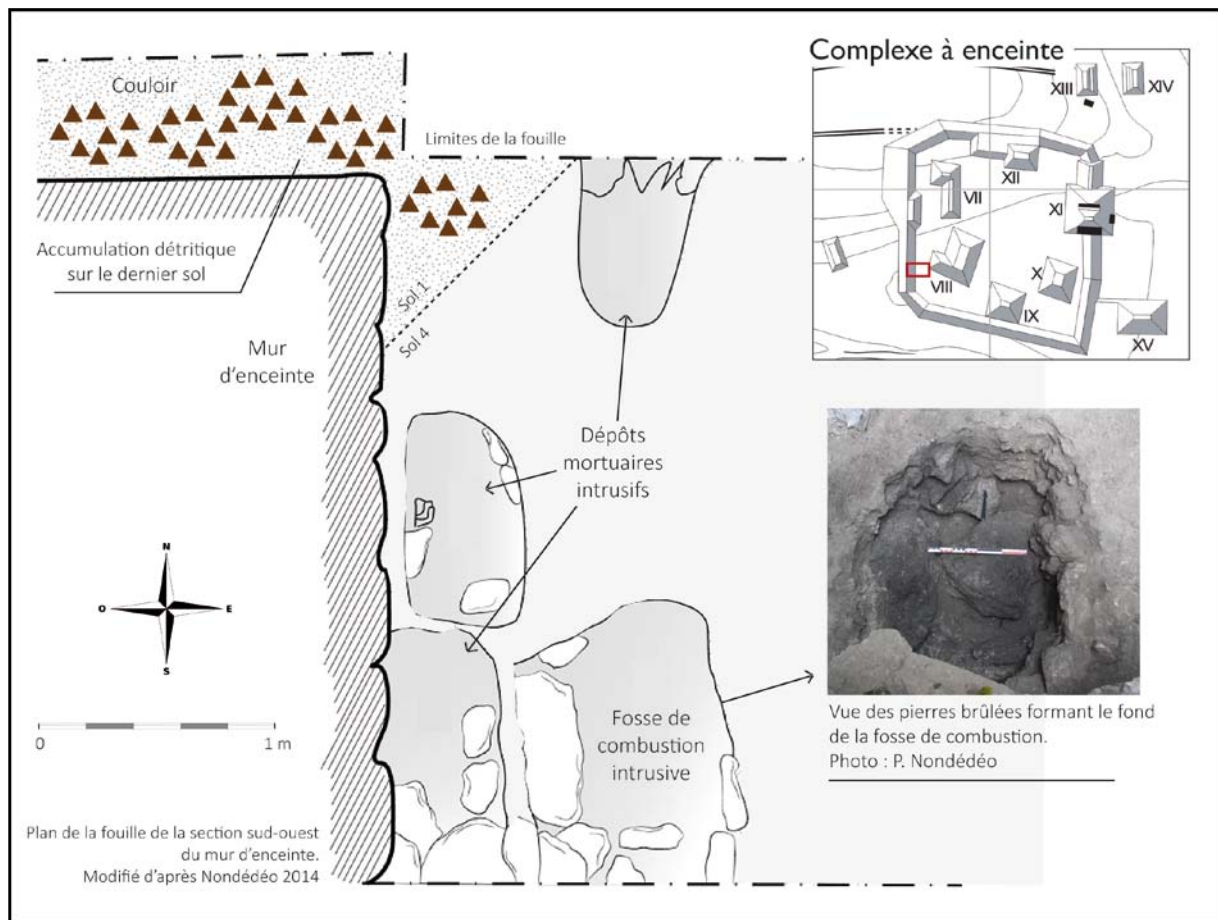 Complexe à enceinte
XIII
XIV
XII
VII
XI
VIII
X
IX
XV
Couloir
Limites de la fouille
Accumulation détritique
sur le dernier sol
Sol 1
Sol 4
Mur
d'enceinte
Dépôts
mortuaires
intrusifs
N
O
E
S
0
1 m
Fosse de
combustion
intrusive
Vue des pierres brûlées formant le fond
de la fosse de combustion.
Photo : P. Nondédéo
Plan de la fouille de la section sud-ouest
du mur d'enceinte.
Modifié d'après Nondédéo 2014